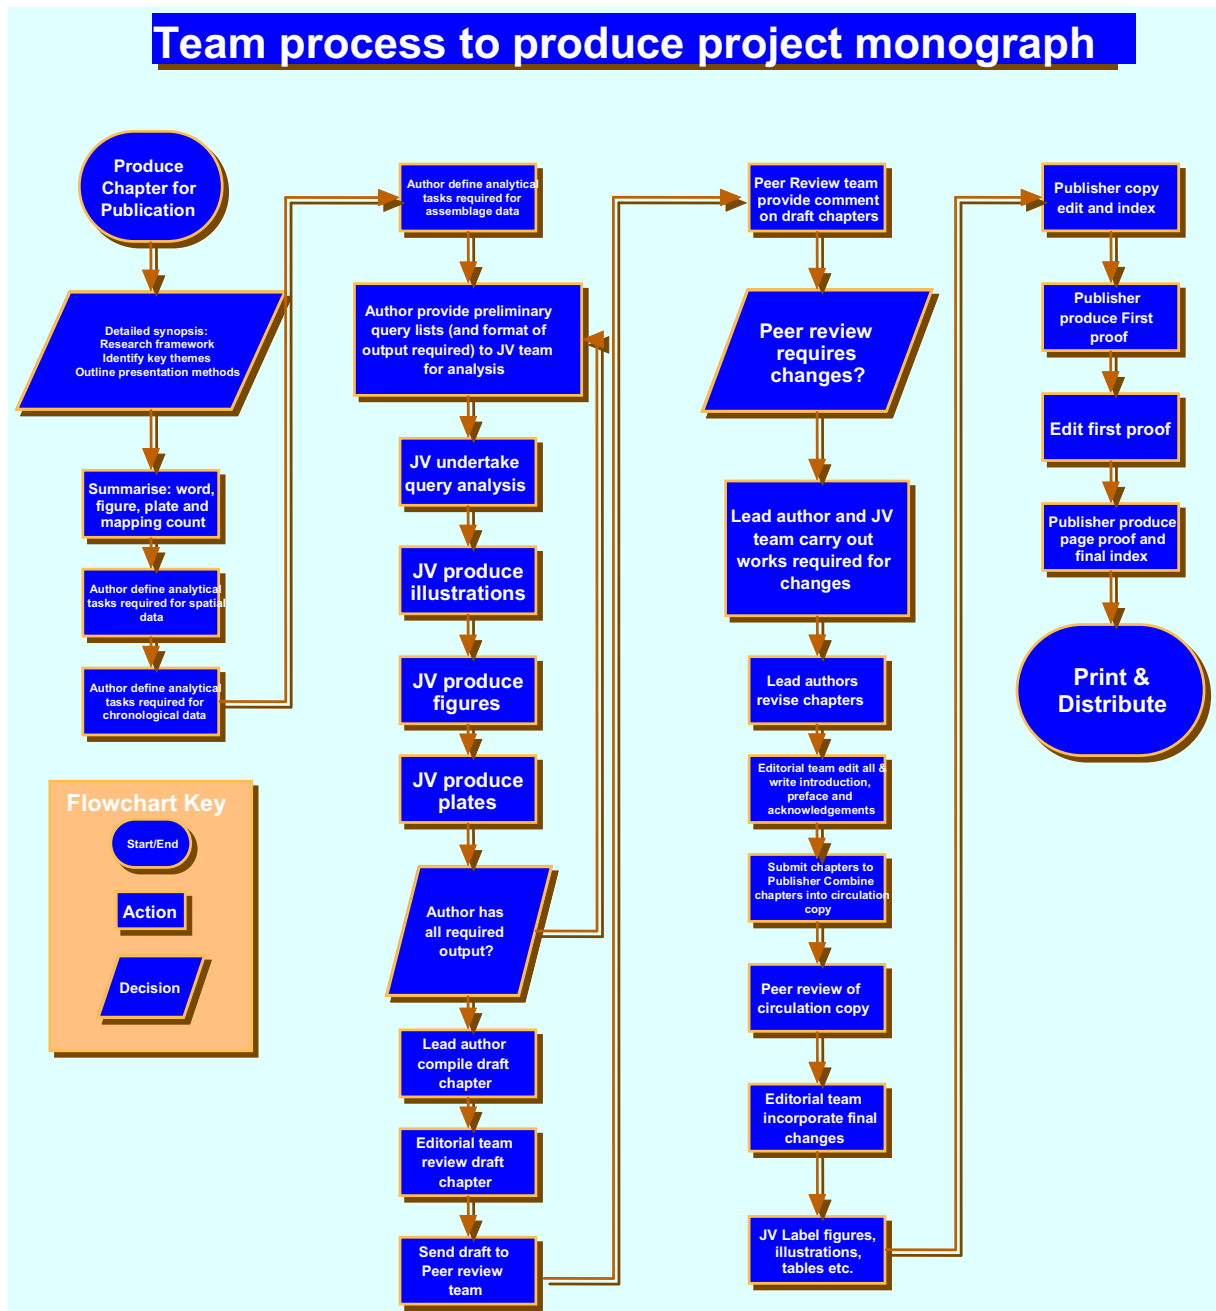 Team process to produce project monograph
Produce
Chapter for
Publication
Detailed synopsis:
Research framework
Identify key themes
Outline presentation methods
Summarise: word,
figure, plate and
mapping count
Author define analytical
tasks required for spatial
data
Author define analytical
tasks required for
chronological data
Flowchart Key
Start/End
Action
Decision
Author define analytical
tasks required for
assemblage data
Author provide preliminary
query lists (and format of
output required) to JV team
for analysis
JV undertake
query analysis
JV produce
illustrations
JV produce
figures
JV produce
plates
Author has
all required
output?
Lead author
compile draft
chapter
Editorial team
review draft
chapter
Send draft to
Peer review
team
Peer Review team
provide comment
on draft chapters
Peer review
requires
changes?
Lead author and JV
team carry out
works required for
changes
Lead authors
revise chapters
Editorial team edit all &
write introduction,
preface and
acknowledgements
Submit chapters to
Publisher Combine
chapters into circulation
copy
Peer review of
circulation copy
Editorial team
incorporate final
changes
JV Label figures,
illustrations,
tables etc.
Publisher copy
edit and index
Publisher
produce First
proof
Edit first proof
Publisher produce
page proof and
final index
Print &
Distribute